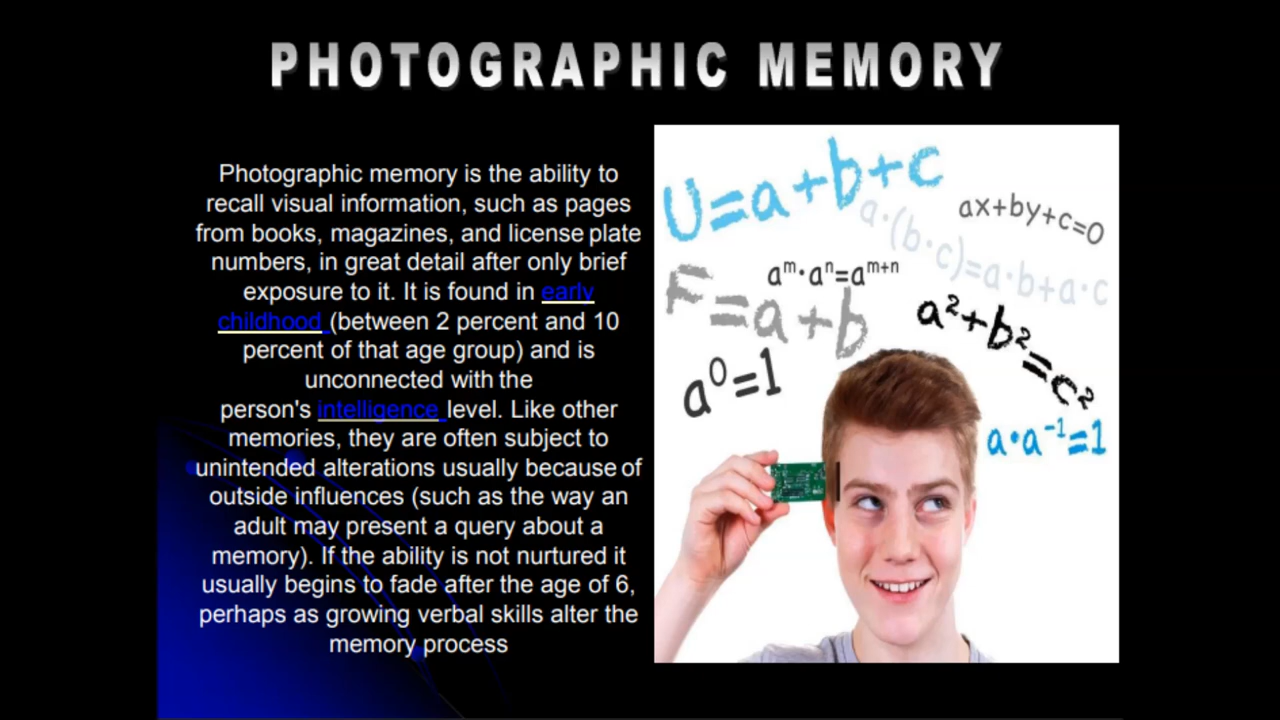 PHOTOGRAPHIC MEMORY
Photographic memory is the ability to
recall visual information, such as pages
from books, magazines, and license plate
numbers, in great detail after only brief
exposure to it. It is found in early
childhood (between 2 percent and 10
percent of that age group) and is
unconnected with the
person's intelligence level. Like other
memories, they are often subject to
unintended alterations usually because of
outside influences (such as the way an
adult may present a query about a
memory). If the ability is not nurtured it
usually begins to fade after the age of 6,
perhaps as growing verbal skills alter the
memory process
U=a+b+c
ax+by+c=0
a·(b·c)=a·b+a·c
aᵐ·aⁿ=aᵐ⁺ⁿ
F=a+b
a²+b²=c²
a⁰=1
a·a⁻¹=1